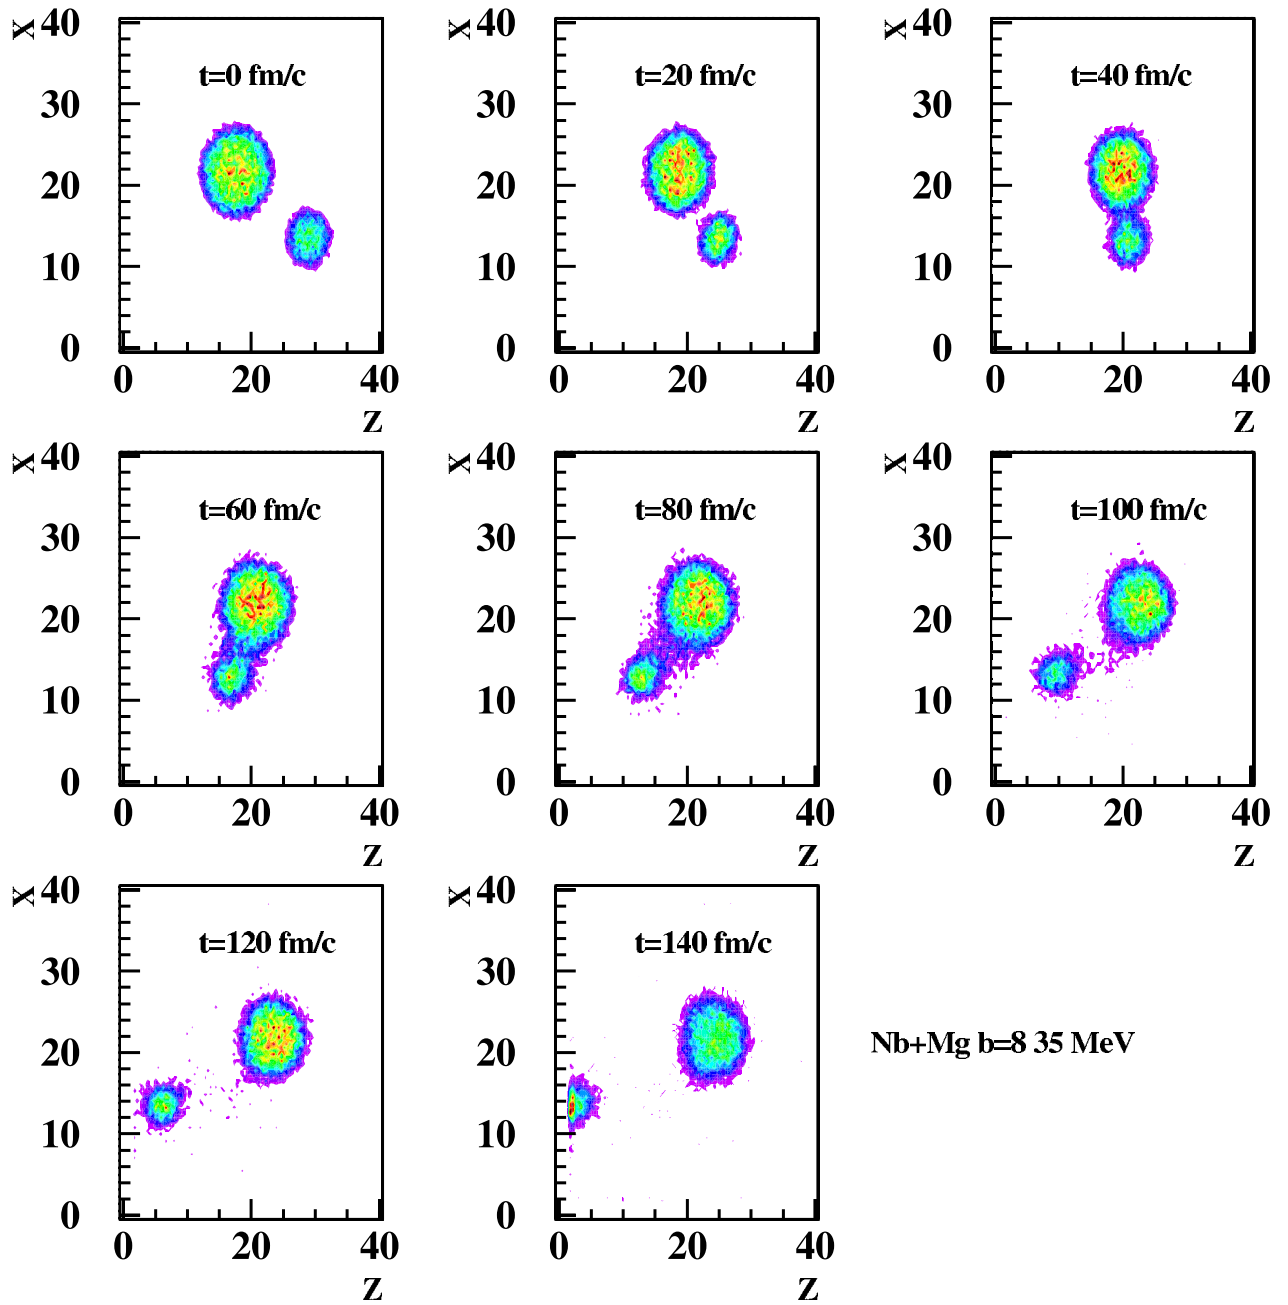 X 40 t=0 fm/c 30 20 10 0
0 20 40
Z
X 40 t=20 fm/c 30 20 10 0
0 20 40
Z
X 40 t=40 fm/c 30 20 10 0
0 20 40
Z
X 40 t=60 fm/c 30 20 10 0
0 20 40
Z
X 40 t=80 fm/c 30 20 10 0
0 20 40
Z
X 40 t=100 fm/c 30 20 10 0
0 20 40
Z
X 40 t=120 fm/c 30 20 10 0
0 20 40
Z
X 40 t=140 fm/c 30 20 10 0
0 20 40
Z
Nb+Mg b=8 35 MeV